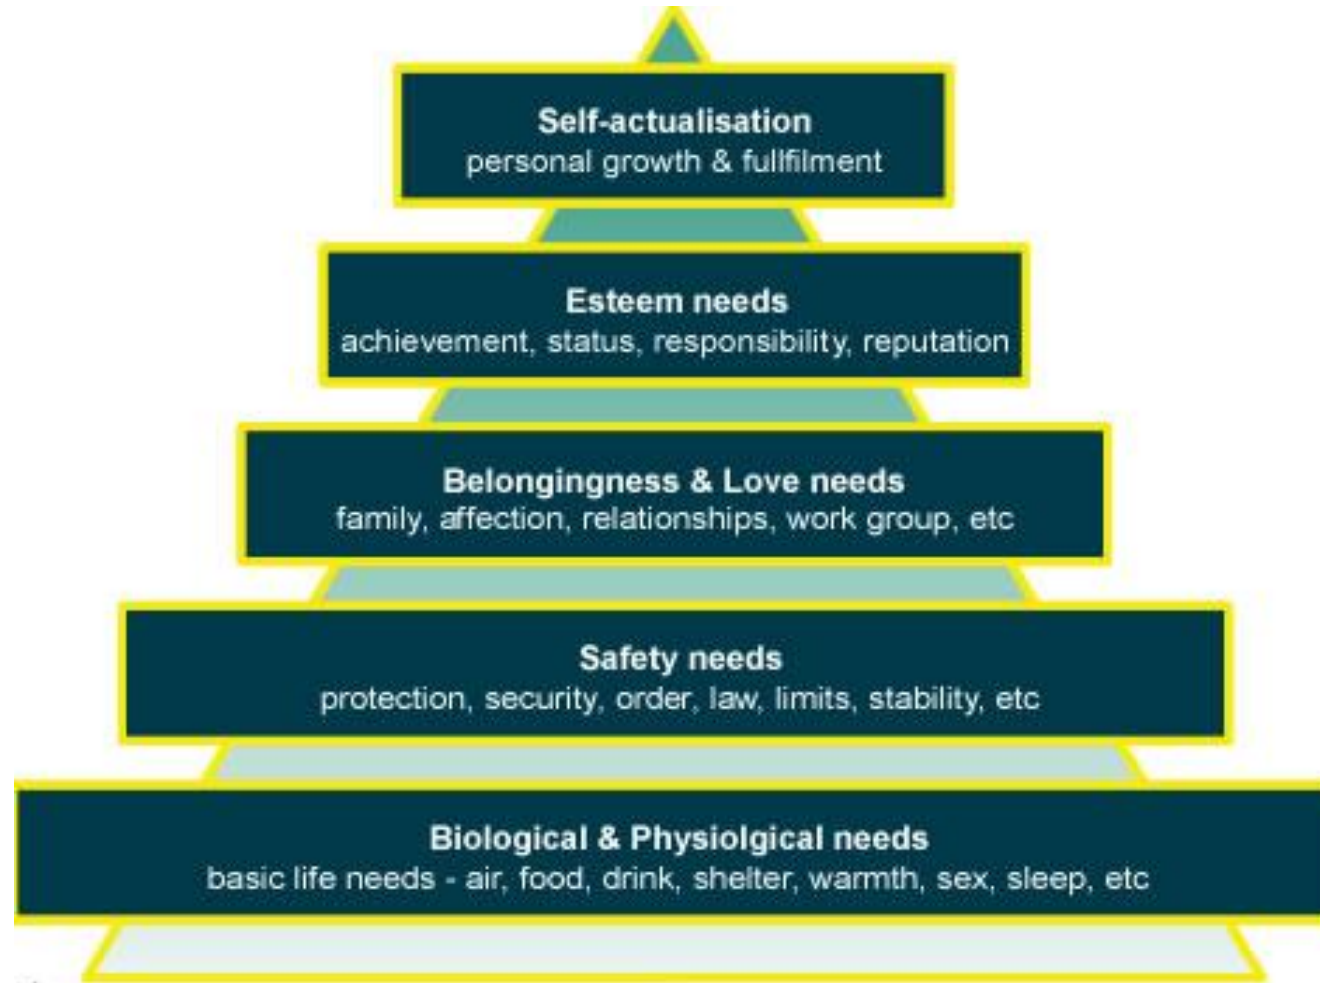 Self-actualisation
personal growth & fullfilment
Esteem needs
achievement, status, responsibility, reputation
Belongingness & Love needs
family, affection, relationships, work group, etc
Safety needs
protection, security, order, law, limits, stability, etc
Biological & Physiolgical needs
basic life needs - air, food, drink, shelter, warmth, sex, sleep, etc